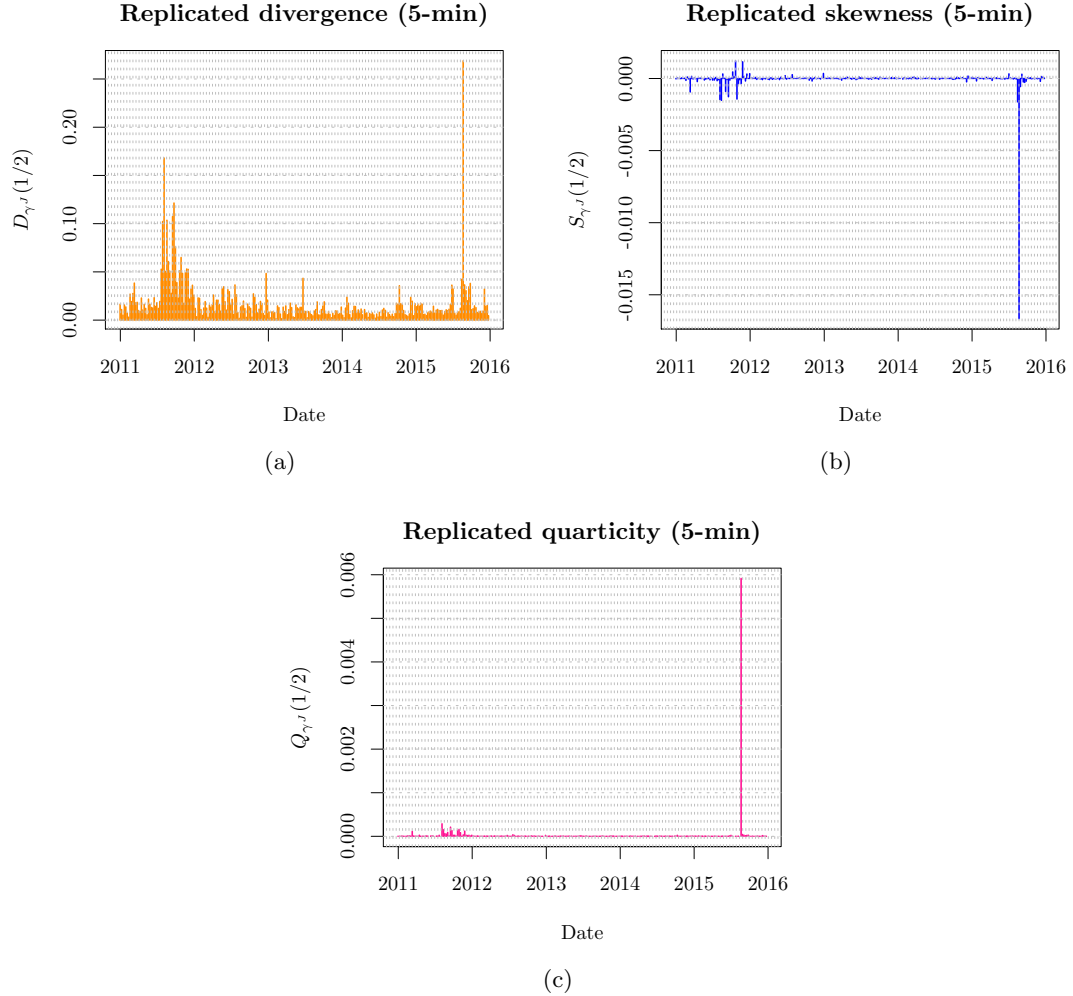 Replicated divergence (5-min)
D_{γ^J}(1/2)
0.00 0.10 0.20
2011 2012 2013 2014 2015 2016
Date
(a)
Replicated skewness (5-min)
S_{γ^J}(1/2)
-0.015 -0.010 -0.005 0.000
2011 2012 2013 2014 2015 2016
Date
(b)
Replicated quarticity (5-min)
Q_{γ^J}(1/2)
0.000 0.002 0.004 0.006
2011 2012 2013 2014 2015 2016
Date
(c)